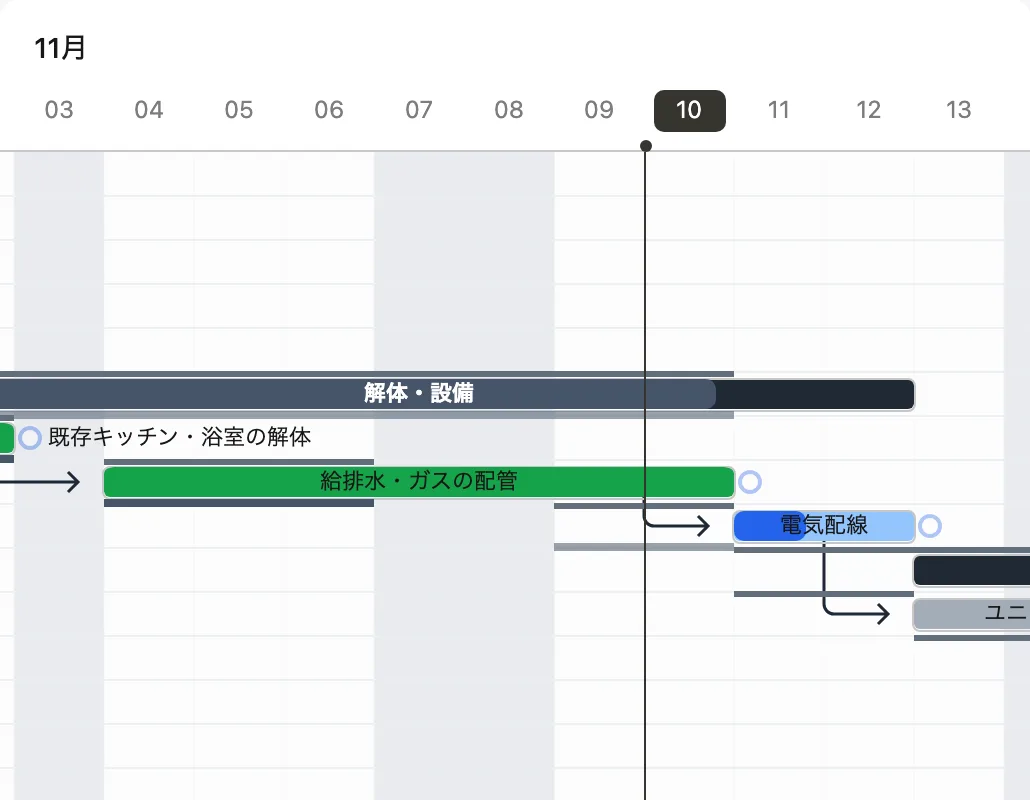 11月
03 04 05 06 07 08 09 10 11 12 13
解体・設備
既存キッチン・浴室の解体
給排水・ガスの配管
電気配線
ユニ